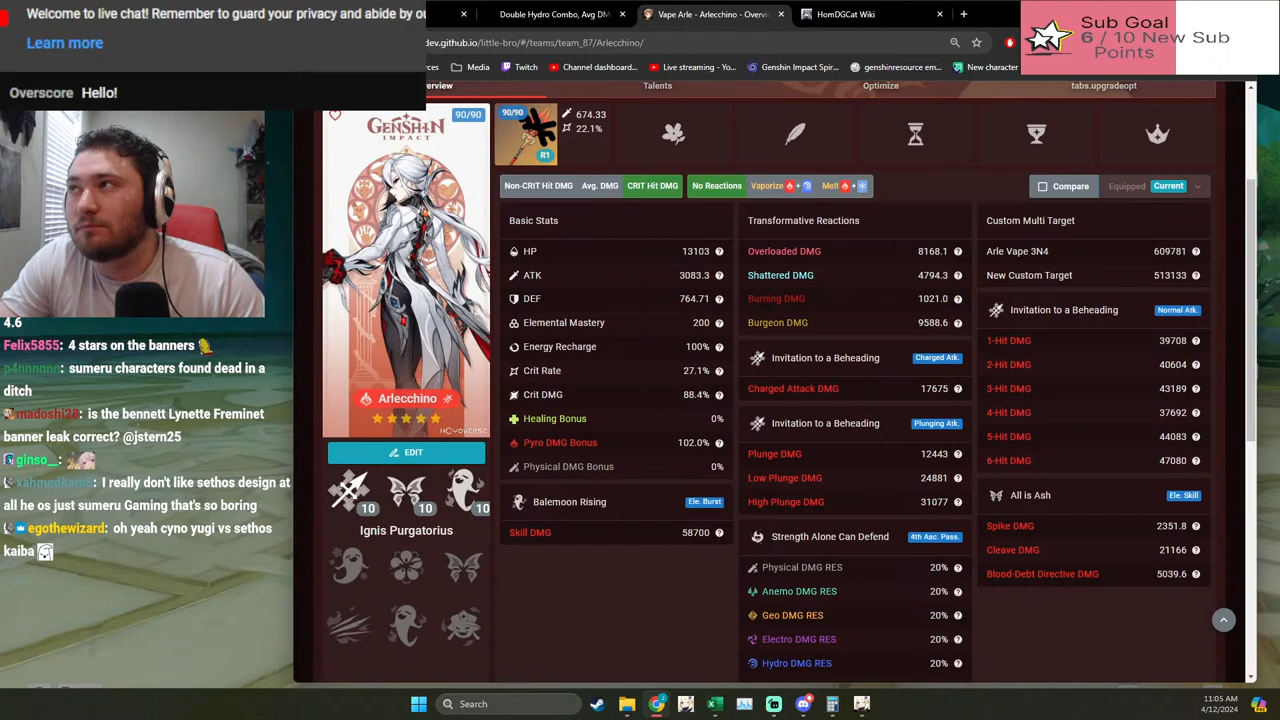 Welcome to live chat! Remember to guard your privacy and abide by ou
Learn more
Overscore Hello!
4.6
Felix5855: 4 stars on the banners
p4nnnnnn: sumeru characters found dead in a
ditch
madoshi28: is the bennett Lynette Freminet
banner leak correct? @jstern25
ginso__:
I really don't like sethos design at
all he os just sumeru Gaming that's so boring
egothewizard: oh yeah cyno yugi vs sethos
kaiba
Double Hydro Combo, Avg DM
Vape Arle - Arlecchino - Overvi
HomDGCat Wiki
dev.github.io/little-bro/#/teams/team_87/Arlecchino/
ources
Media
Twitch
Channel dashboard...
Live streaming - Yo...
Genshin Impact Spir...
genshinresource em...
New character
Sub Goal
6 / 10 New Sub
Points
erview
Talents
Optimize
tabs.upgradeopt
90/90
GENSHIN
IMPACT
Arlecchino
HOYOVERSE
EDIT
10
10
10
Ignis Purgatorius
90/90
R1
674.33
22.1%
Non-CRIT Hit DMG Avg. DMG CRIT Hit DMG
No Reactions Vaporize + Melt +
Compare
Equipped Current
Basic Stats
HP 13103
ATK 3083.3
DEF 764.71
Elemental Mastery 200
Energy Recharge 100%
Crit Rate 27.1%
Crit DMG 88.4%
Healing Bonus 0%
Pyro DMG Bonus 102.0%
Physical DMG Bonus 0%
Balemoon Rising Ele. Burst
Skill DMG 58700
Transformative Reactions
Overloaded DMG 8168.1
Shattered DMG 4794.3
Burning DMG 1021.0
Burgeon DMG 9588.6
Invitation to a Beheading Charged Atk.
Charged Attack DMG 17675
Invitation to a Beheading Plunging Atk.
Plunge DMG 12443
Low Plunge DMG 24881
High Plunge DMG 31077
Strength Alone Can Defend 4th Asc. Pass.
Physical DMG RES 20%
Anemo DMG RES 20%
Geo DMG RES 20%
Electro DMG RES 20%
Hydro DMG RES 20%
Custom Multi Target
Arle Vape 3N4 609781
New Custom Target 513133
Invitation to a Beheading Normal Atk.
1-Hit DMG 39708
2-Hit DMG 40604
3-Hit DMG 43189
4-Hit DMG 37692
5-Hit DMG 44083
6-Hit DMG 47080
All is Ash Ele. Skill
Spike DMG 2351.8
Cleave DMG 21166
Blood-Debt Directive DMG 5039.6
Search
11:05 AM
4/12/2024